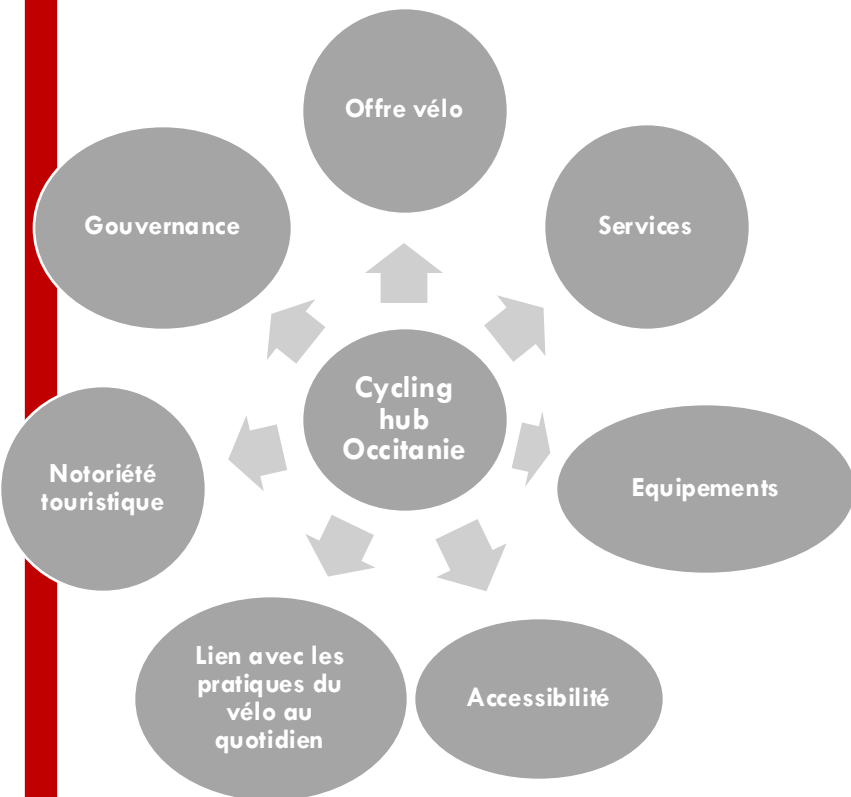 Offre vélo
Gouvernance
Services
Cycling
hub
Occitanie
Notoriété
touristique
Equipements
Lien avec les
pratiques du
vélo au
quotidien
Accessibilité